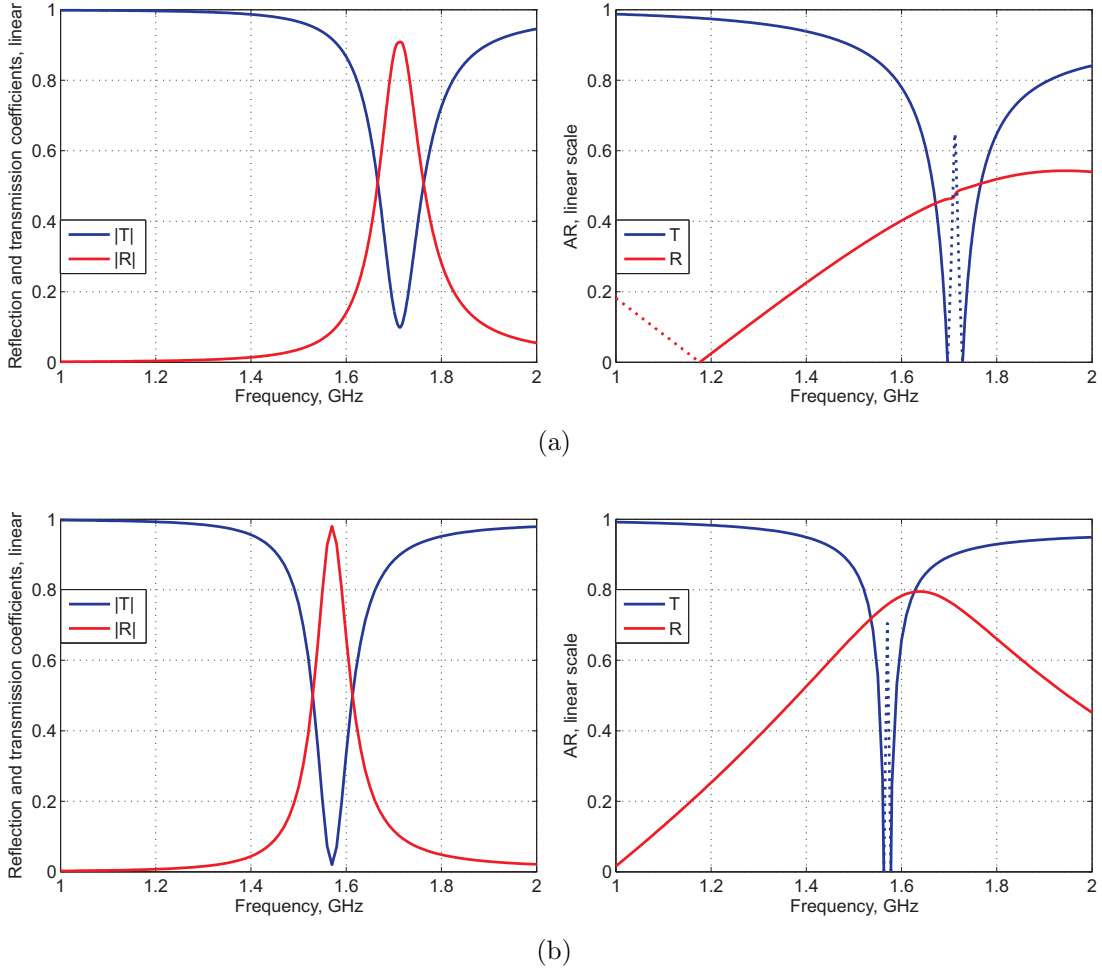 Reflection and transmission coefficients, linear
1
0.8
0.6
0.4
0.2
0
|T|
|R|
1 1.2 1.4 1.6 1.8 2
Frequency, GHz
AR, linear scale
1
0.8
0.6
0.4
0.2
0
T
R
1 1.2 1.4 1.6 1.8 2
Frequency, GHz
(a)
Reflection and transmission coefficients, linear
1
0.8
0.6
0.4
0.2
0
|T|
|R|
1 1.2 1.4 1.6 1.8 2
Frequency, GHz
AR, linear scale
1
0.8
0.6
0.4
0.2
0
T
R
1 1.2 1.4 1.6 1.8 2
Frequency, GHz
(b)